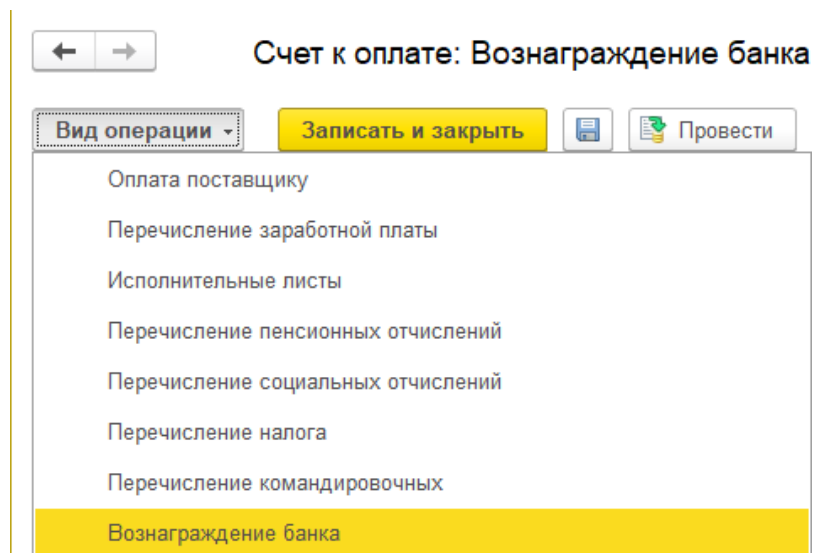 Счет к оплате: Вознаграждение банка
Вид операции
Записать и закрыть
Провести
Оплата поставщику
Перечисление заработной платы
Исполнительные листы
Перечисление пенсионных отчислений
Перечисление социальных отчислений
Перечисление налога
Перечисление командировочных
Вознаграждение банка